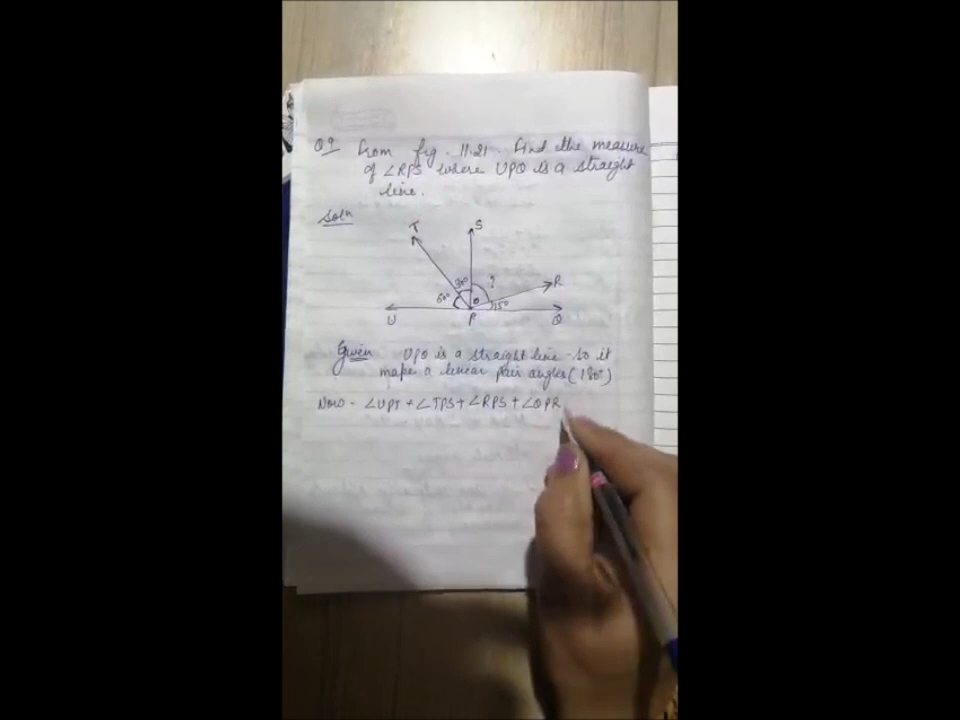 Q9 From fig. 11.21. Find the measure
of ∠RPS where UPQ is a straight
line.
Soln
T
S
30°
?
R
60°
θ
15°
U
P
Q
Given UPQ is a straight line so it
make a linear pair angles (180°)
Now - ∠UPT + ∠TPS + ∠RPS + ∠QPR